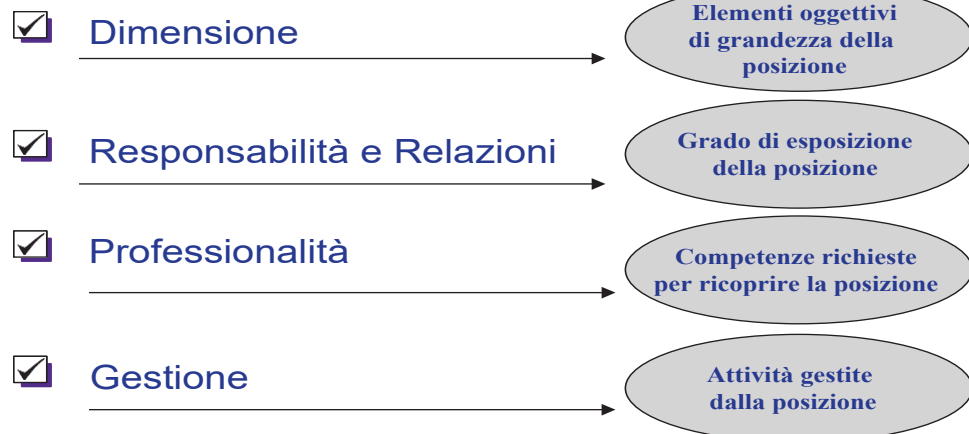 Dimensione
Elementi oggettivi
di grandezza della
posizione
Responsabilità e Relazioni
Grado di esposizione
della posizione
Professionalità
Competenze richieste
per ricoprire la posizione
Gestione
Attività gestite
dalla posizione